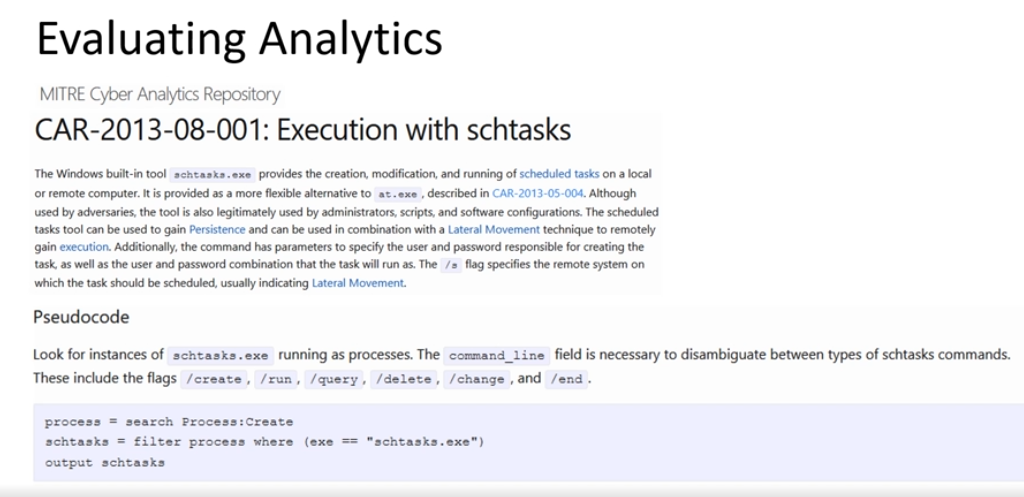 Evaluating Analytics
MITRE Cyber Analytics Repository
CAR-2013-08-001: Execution with schtasks
The Windows built-in tool schtasks.exe provides the creation, modification, and running of scheduled tasks on a local
or remote computer. It is provided as a more flexible alternative to at.exe, described in CAR-2013-05-004. Although
used by adversaries, the tool is also legitimately used by administrators, scripts, and software configurations. The scheduled
tasks tool can be used to gain Persistence and can be used in combination with a Lateral Movement technique to remotely
gain execution. Additionally, the command has parameters to specify the user and password responsible for creating the
task, as well as the user and password combination that the task will run as. The /s flag specifies the remote system on
which the task should be scheduled, usually indicating Lateral Movement.
Pseudocode
Look for instances of schtasks.exe running as processes. The command_line field is necessary to disambiguate between types of schtasks commands.
These include the flags /create, /run, /query, /delete, /change, and /end.
process = search Process:Create
schtasks = filter process where (exe == "schtasks.exe")
output schtasks